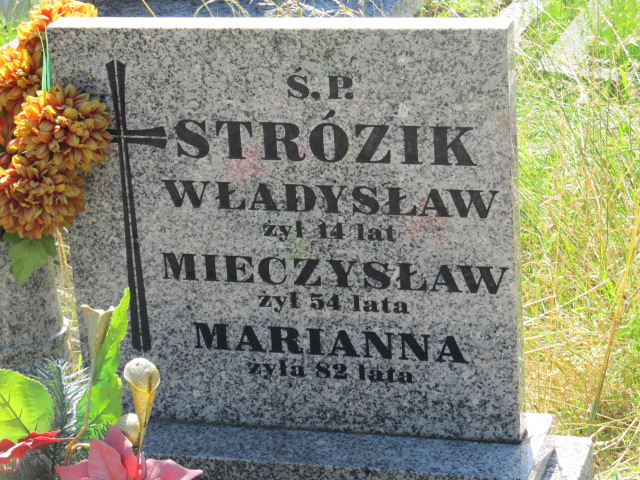 Ś.P.
STRÓZIK
WŁADYSŁAW
żył 14 lat
MIECZYSŁAW
żył 54 lata
MARIANNA
żyła 82 lata